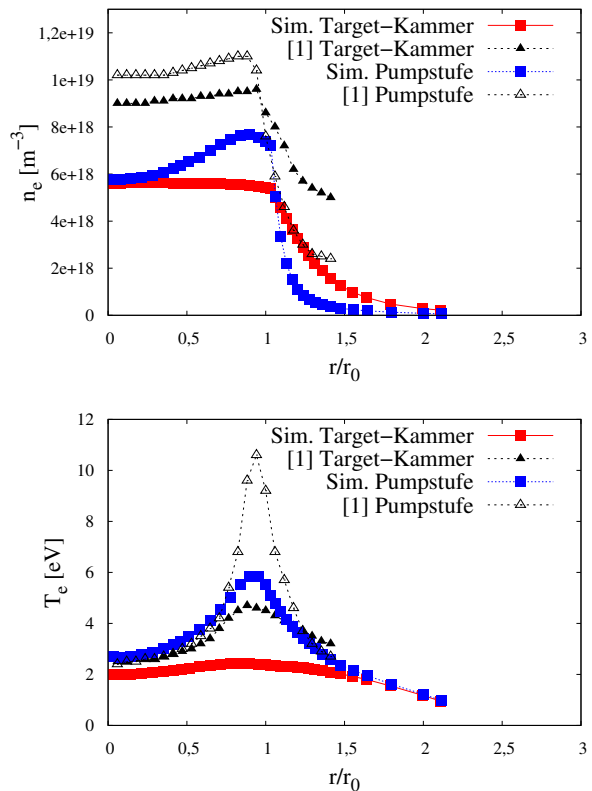 1,2e+19
1e+19
8e+18
6e+18
4e+18
2e+18
0
n_e [m^−3]
Sim. Target−Kammer
[1] Target−Kammer
Sim. Pumpstufe
[1] Pumpstufe
0 0,5 1 1,5 2 2,5 3
r/r_0
12
10
8
6
4
2
0
T_e [eV]
Sim. Target−Kammer
[1] Target−Kammer
Sim. Pumpstufe
[1] Pumpstufe
0 0,5 1 1,5 2 2,5 3
r/r_0